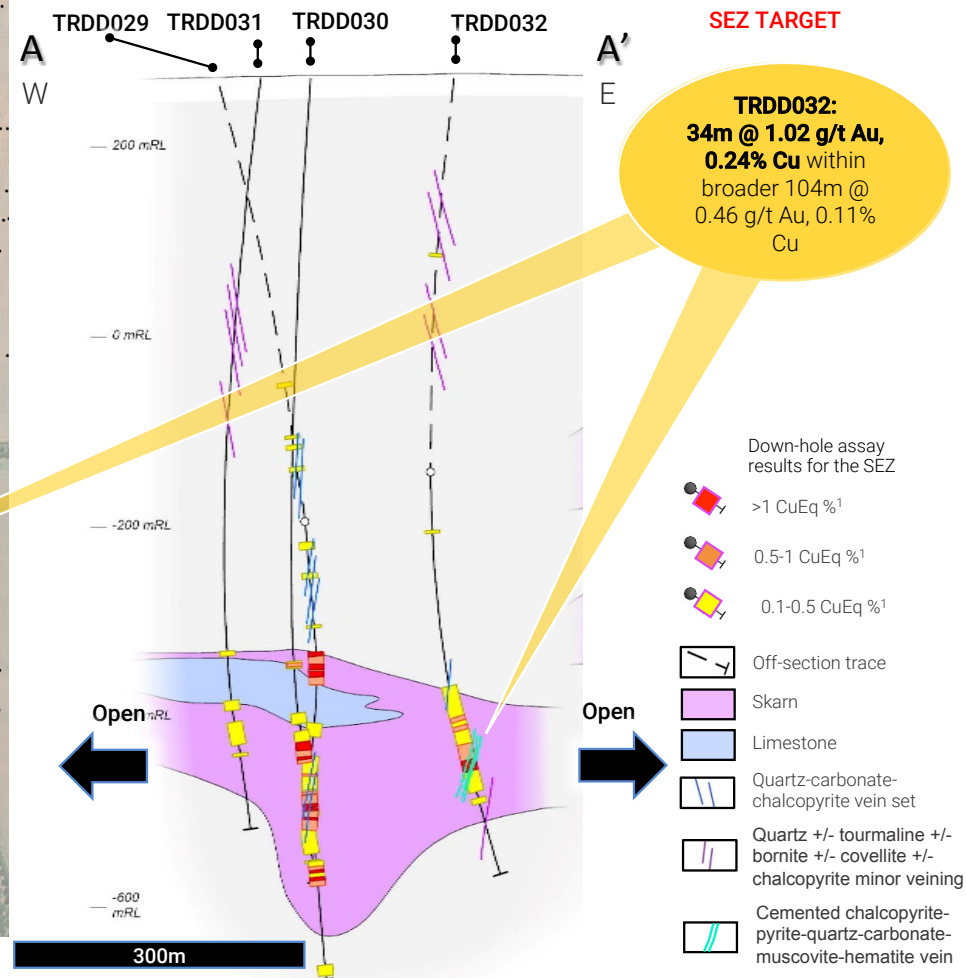 TRDD029
TRDD031
TRDD030
TRDD032
SEZ TARGET
A
A'
W
E
TRDD032:
34m @ 1.02 g/t Au,
0.24% Cu within
broader 104m @
0.46 g/t Au, 0.11%
Cu
200 mRL
0 mRL
-200 mRL
mRL
-600
mRL
Open
Open
300m
Down-hole assay
results for the SEZ
>1 CuEq %¹
0.5-1 CuEq %¹
0.1-0.5 CuEq %¹
Off-section trace
Skarn
Limestone
Quartz-carbonate-
chalcopyrite vein set
Quartz +/- tourmaline +/-
bornite +/- covellite +/-
chalcopyrite minor veining
Cemented chalcopyrite-
pyrite-quartz-carbonate-
muscovite-hematite vein